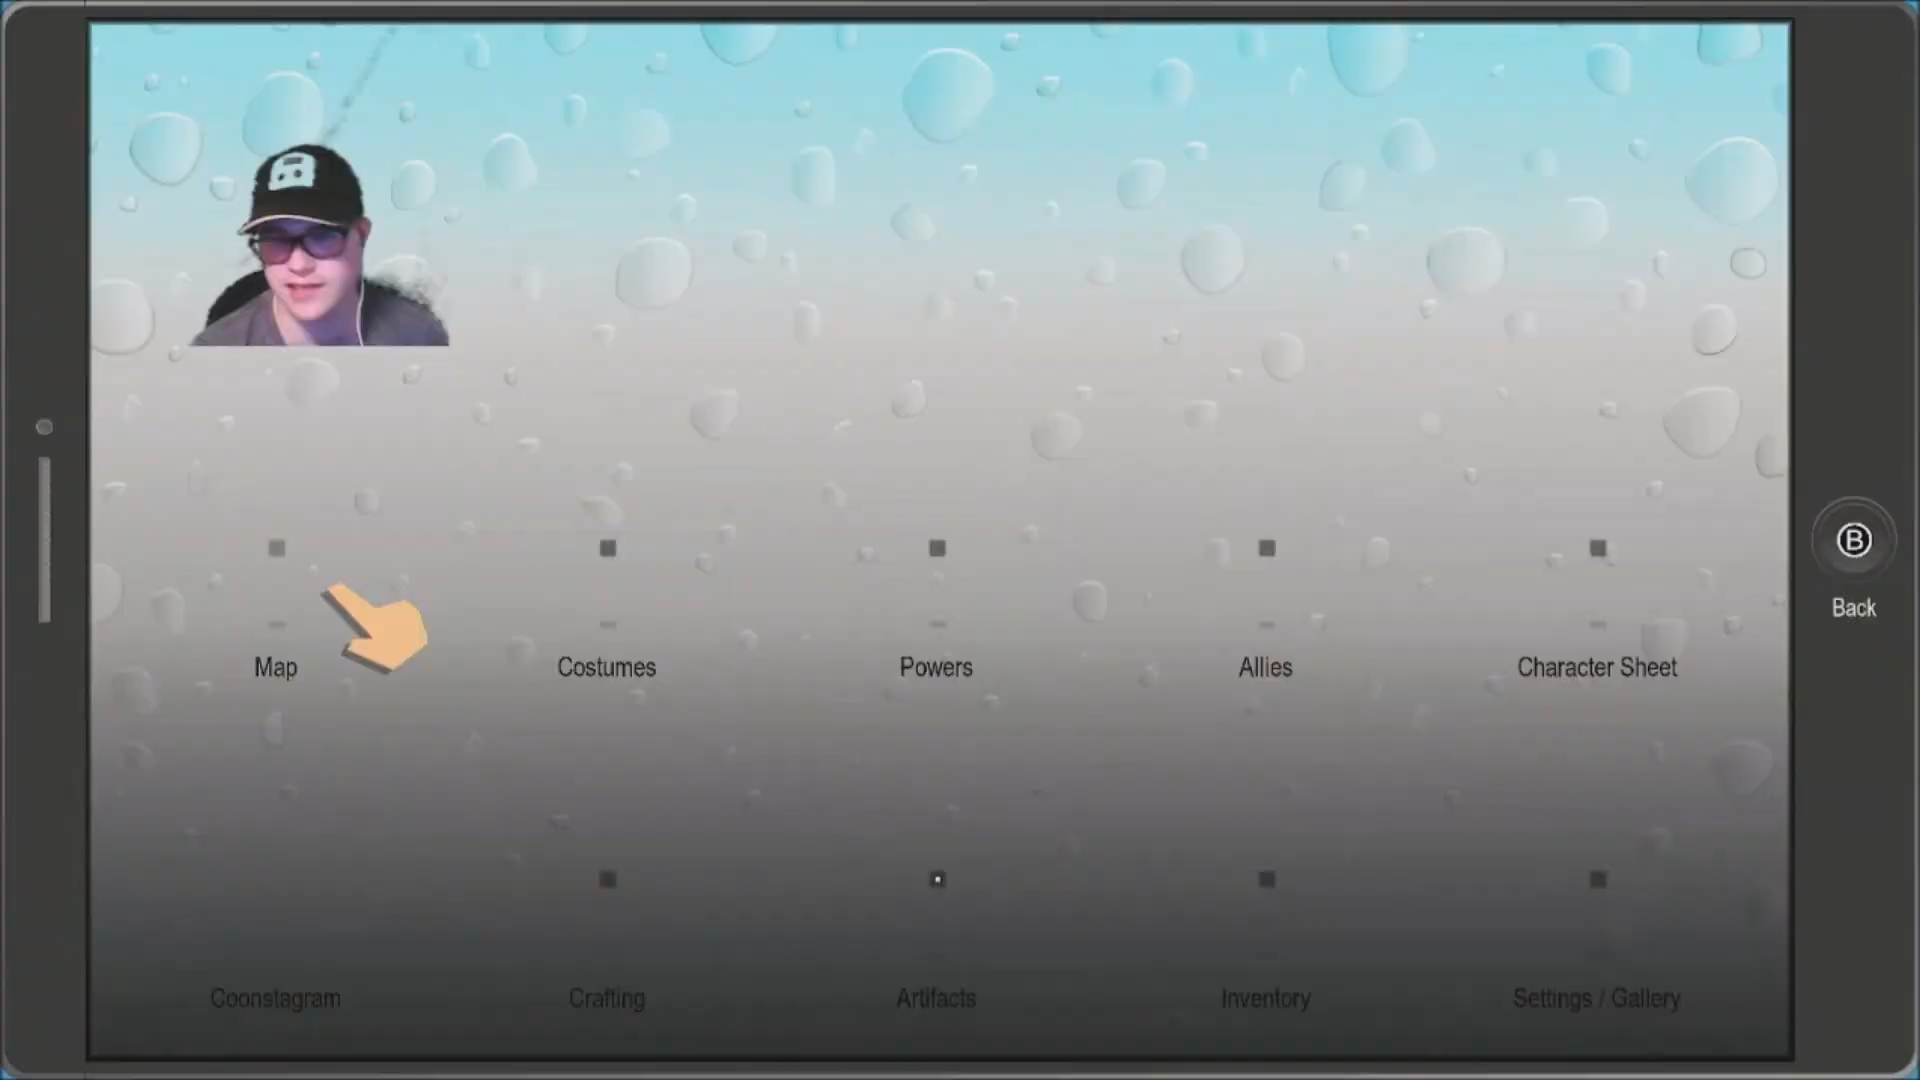 B
Back
Map
Costumes
Powers
Allies
Character Sheet
Coonstagram
Crafting
Artifacts
Inventory
Settings / Gallery